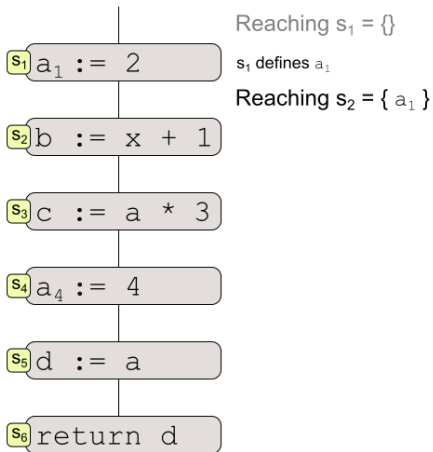 Reaching s₁ = {}
s₁ a₁ := 2
s₁ defines a₁
Reaching s₂ = { a₁ }
s₂ b := x + 1
s₃ c := a * 3
s₄ a₄ := 4
s₅ d := a
s₆ return d